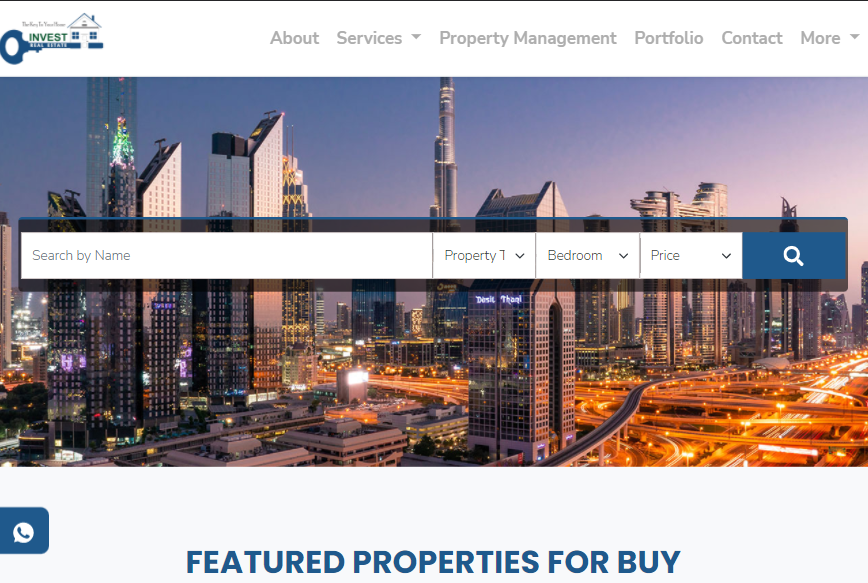 The Key To Your Home
INVEST
REAL ESTATE
About Services Property Management Portfolio Contact More
Search by Name Property T Bedroom Price
Dusit Thani
FEATURED PROPERTIES FOR BUY